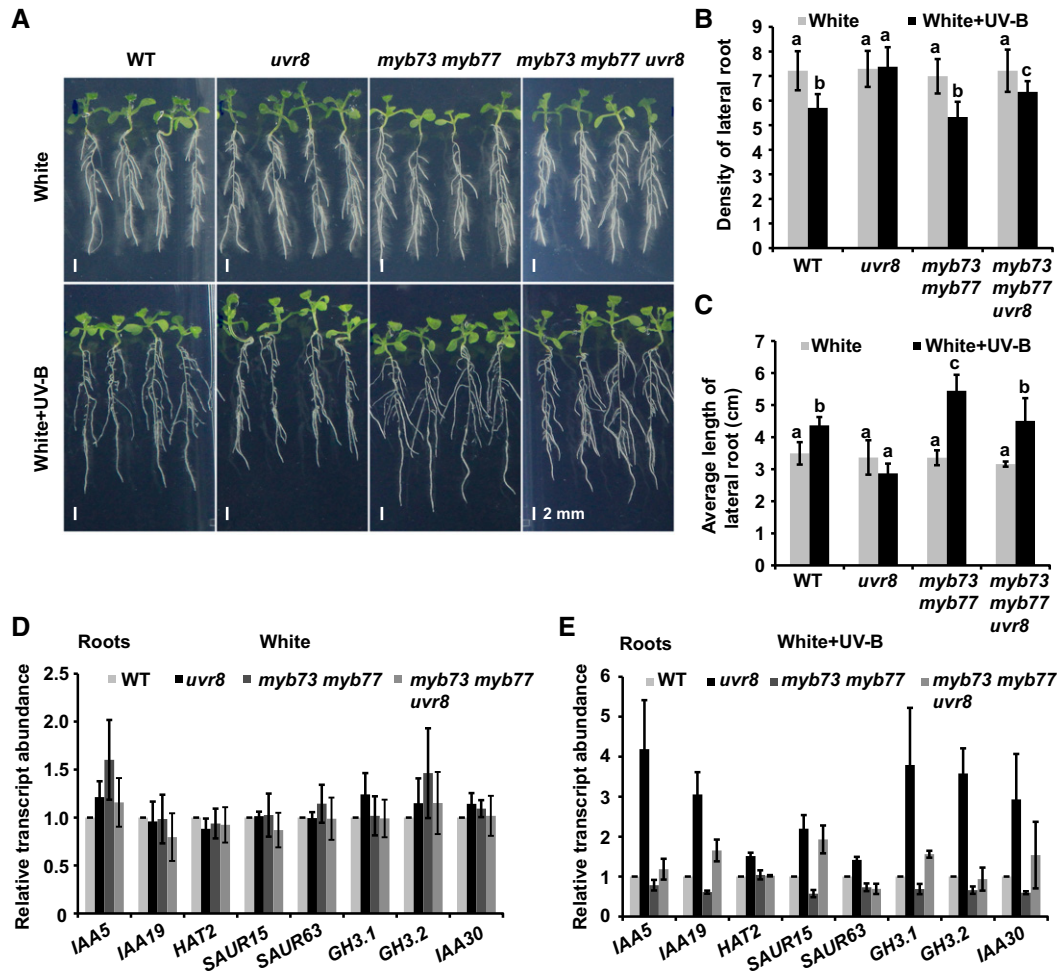 A
WT
uvr8
myb73 myb77
myb73 myb77 uvr8
White
White+UV-B
2 mm
B
White
White+UV-B
Density of lateral root
9
8
7
6
5
4
3
2
1
0
a
b
a
a
a
b
a
c
WT
uvr8
myb73
myb77
myb73
myb77
uvr8
C
White
White+UV-B
Average length of
lateral root (cm)
7
6
5
4
3
2
1
0
a
b
a
a
a
c
a
b
WT
uvr8
myb73
myb77
myb73
myb77
uvr8
D
Roots
White
WT
uvr8
myb73 myb77
myb73 myb77
uvr8
Relative transcript abundance
2.5
2.0
1.5
1.0
0.5
0
IAA5
IAA19
HAT2
SAUR15
SAUR63
GH3.1
GH3.2
IAA30
E
Roots
White+UV-B
WT
uvr8
myb73 myb77
myb73 myb77
uvr8
Relative transcript abundance
6
5
4
3
2
1
0
IAA5
IAA19
HAT2
SAUR15
SAUR63
GH3.1
GH3.2
IAA30